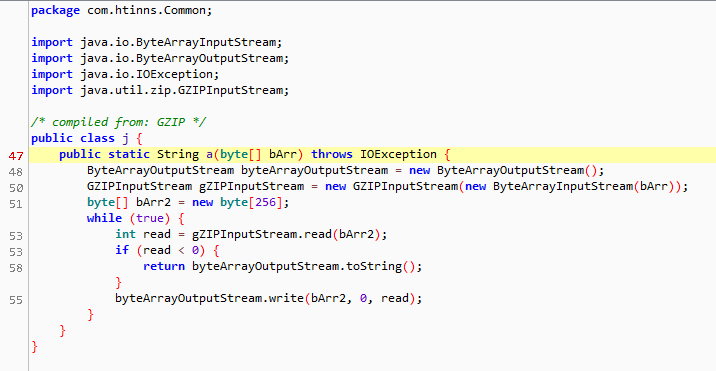 package com.htinns.Common;
import java.io.ByteArrayInputStream;
import java.io.ByteArrayOutputStream;
import java.io.IOException;
import java.util.zip.GZIPInputStream;
/* compiled from: GZIP */
public class j {
47 public static String a(byte[] bArr) throws IOException {
48 ByteArrayOutputStream byteArrayOutputStream = new ByteArrayOutputStream();
50 GZIPInputStream gZIPInputStream = new GZIPInputStream(new ByteArrayInputStream(bArr));
51 byte[] bArr2 = new byte[256];
while (true) {
53 int read = gZIPInputStream.read(bArr2);
53 if (read < 0) {
58 return byteArrayOutputStream.toString();
}
55 byteArrayOutputStream.write(bArr2, 0, read);
}
}
}